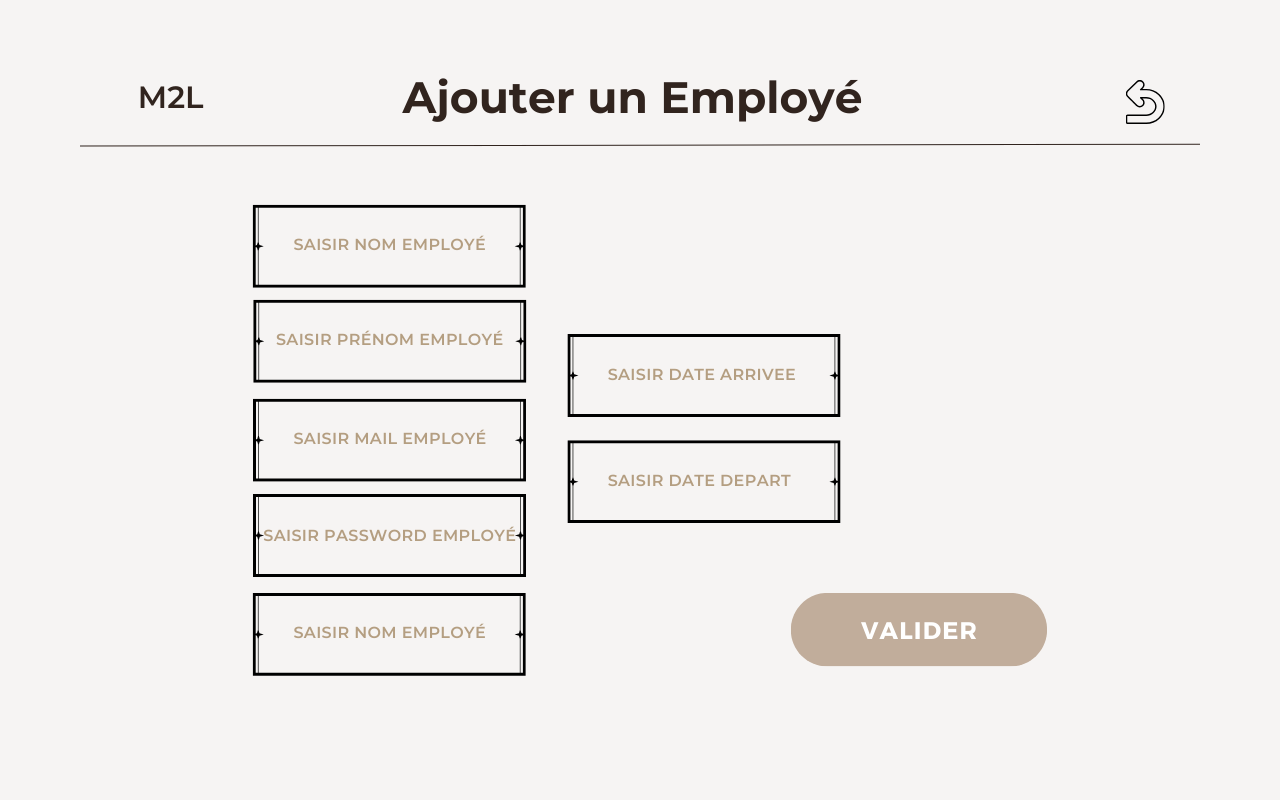 M2L
Ajouter un Employé
SAISIR NOM EMPLOYÉ
SAISIR PRÉNOM EMPLOYÉ
SAISIR MAIL EMPLOYÉ
SAISIR PASSWORD EMPLOYÉ
SAISIR NOM EMPLOYÉ
SAISIR DATE ARRIVEE
SAISIR DATE DEPART
VALIDER